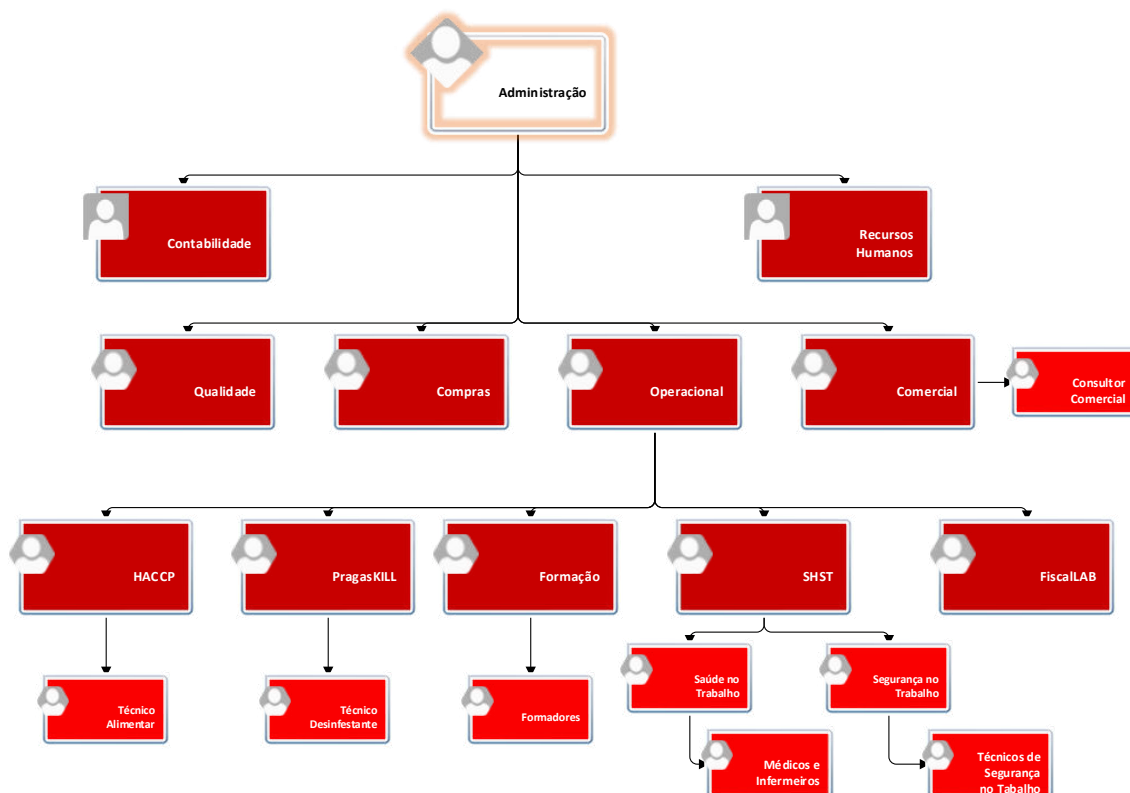 Administração
Contabilidade
Recursos
Humanos
Qualidade
Compras
Operacional
Comercial
Consultor
Comercial
HACCP
PragasKILL
Formação
SHST
FiscalLAB
Técnico
Alimentar
Técnico
Desinfestante
Formadores
Saúde no
Trabalho
Segurança no
Trabalho
Médicos e
Infermeiros
Técnicos de
Segurança
no Tabalho